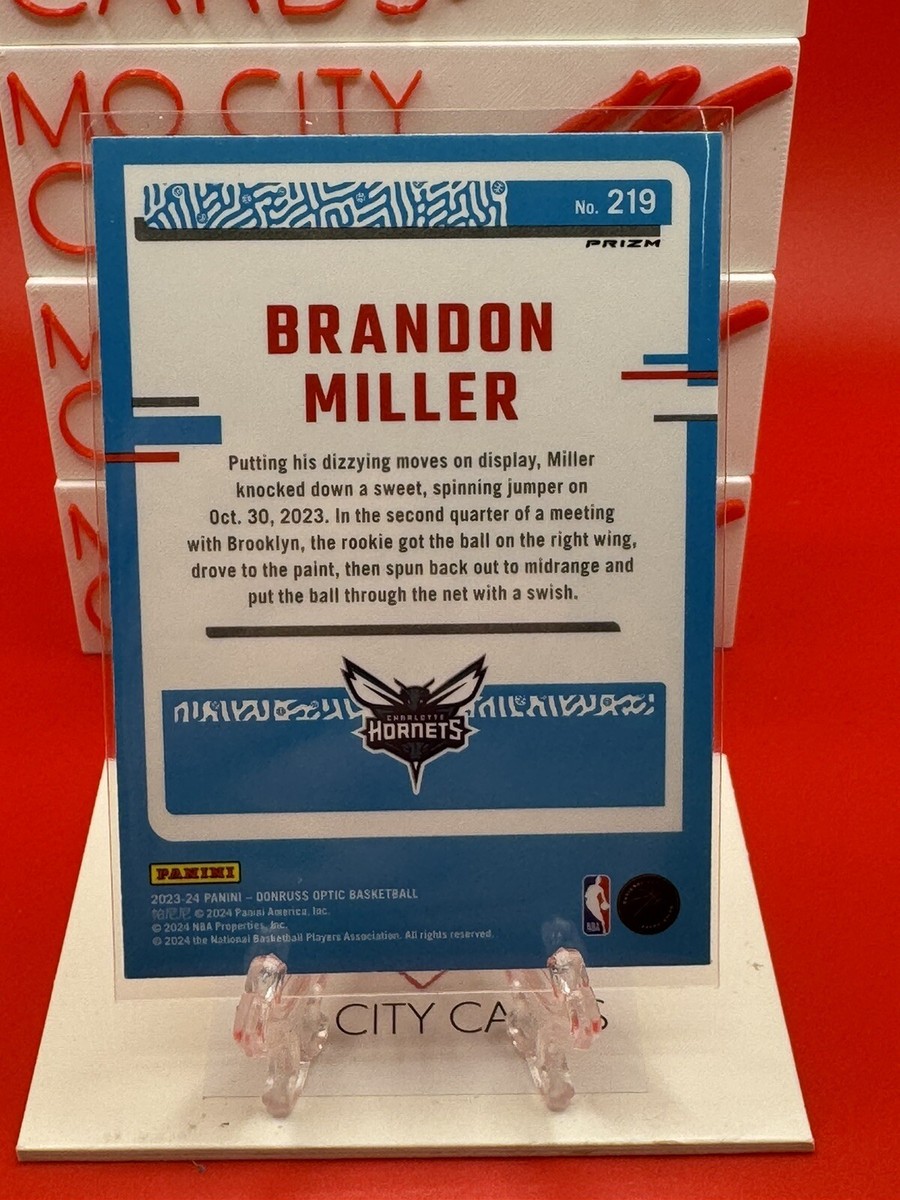 CARDS
MO CITY
C
No. 219
PRIZM
M
C
BRANDON
MILLER
Putting his dizzying moves on display, Miller
knocked down a sweet, spinning jumper on
Oct. 30, 2023. In the second quarter of a meeting
with Brooklyn, the rookie got the ball on the right wing,
drove to the paint, then spun back out to midrange and
put the ball through the net with a swish.
M
C
CHARLOTTE
HORNETS
PANINI
2023-24 PANINI – DONRUSS OPTIC BASKETBALL
帕尼尼 © 2024 Panini America, Inc.
© 2024 NBA Properties, Inc.
© 2024 the National Basketball Players Association. All rights reserved.
NBA
CITY CA S